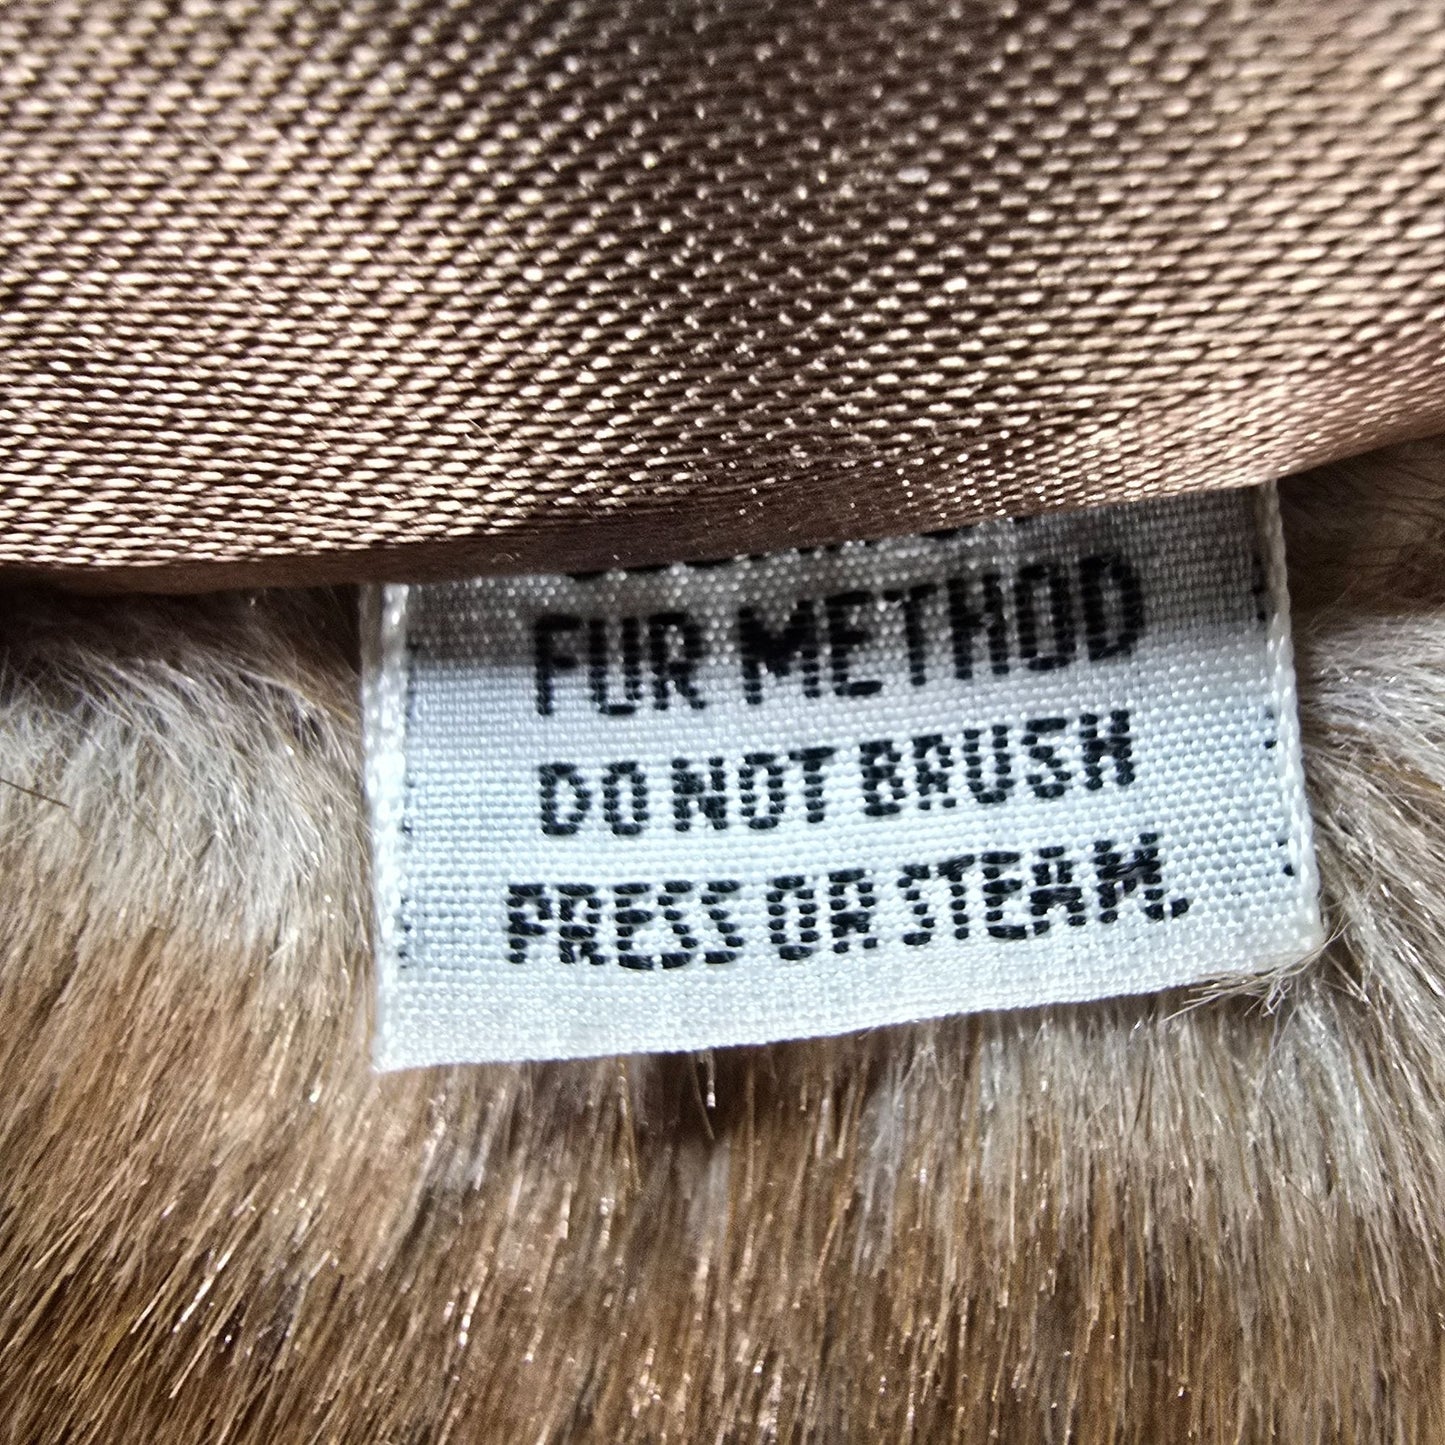 FUR METHOD
DO NOT BRUSH
PRESS OR STEAM.